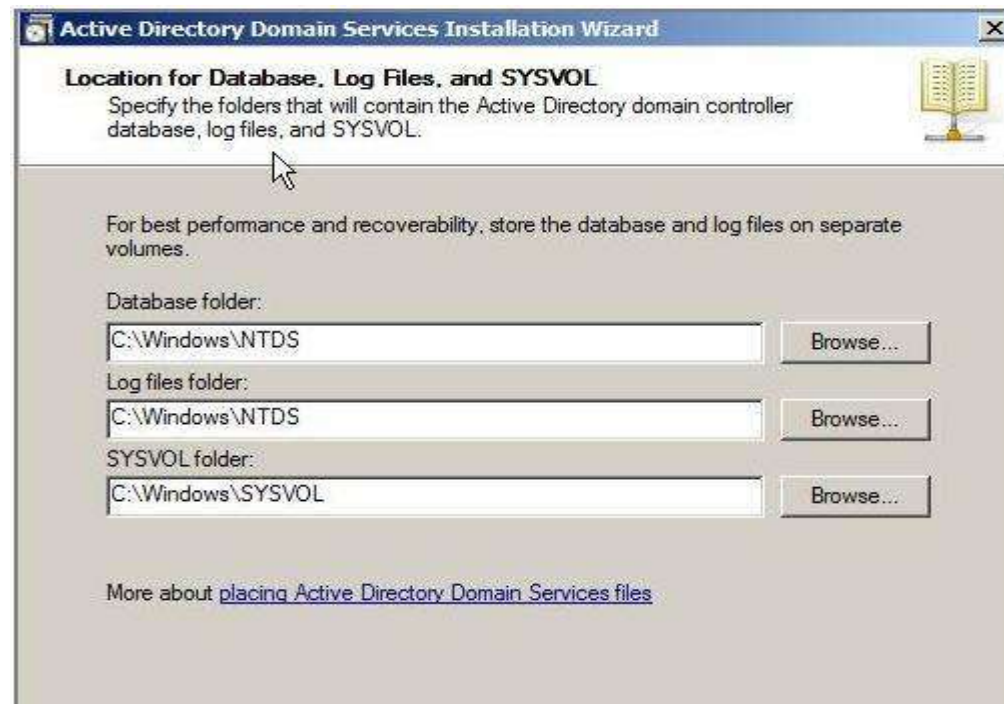 Active Directory Domain Services Installation Wizard
Location for Database, Log Files, and SYSVOL
Specify the folders that will contain the Active Directory domain controller
database, log files, and SYSVOL.
For best performance and recoverability, store the database and log files on separate
volumes.
Database folder:
C:\Windows\NTDS
Browse...
Log files folder:
C:\Windows\NTDS
Browse...
SYSVOL folder:
C:\Windows\SYSVOL
Browse...
More about placing Active Directory Domain Services files